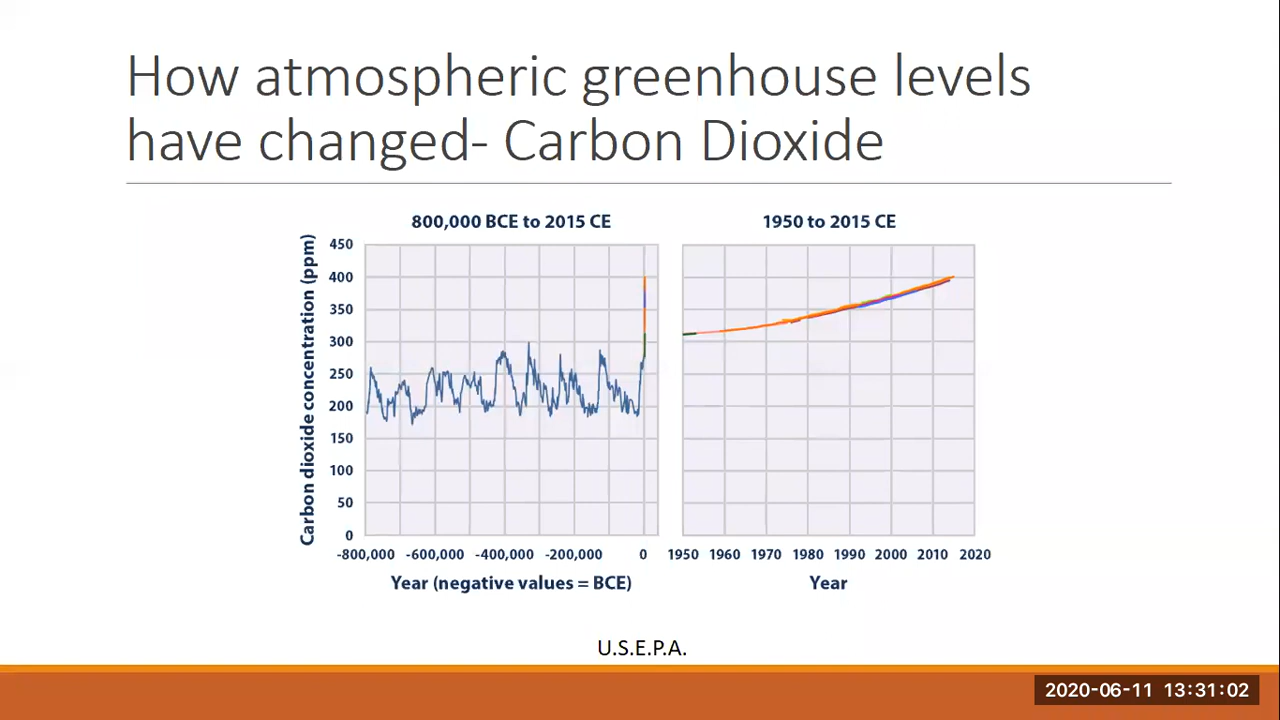 How atmospheric greenhouse levels
have changed- Carbon Dioxide
800,000 BCE to 2015 CE
1950 to 2015 CE
Carbon dioxide concentration (ppm)
450
400
350
300
250
200
150
100
50
0
-800,000 -600,000 -400,000 -200,000 0
1950 1960 1970 1980 1990 2000 2010 2020
Year (negative values = BCE)
Year
U.S.E.P.A.
2020-06-11 13:31:02